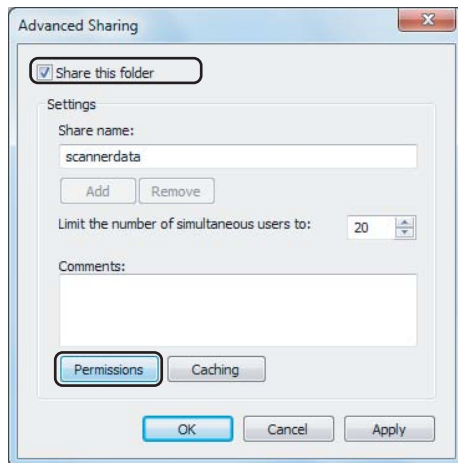 Advanced Sharing
Share this folder
Settings
Share name:
scannerdata
Add Remove
Limit the number of simultaneous users to: 20
Comments:
Permissions Caching
OK Cancel Apply